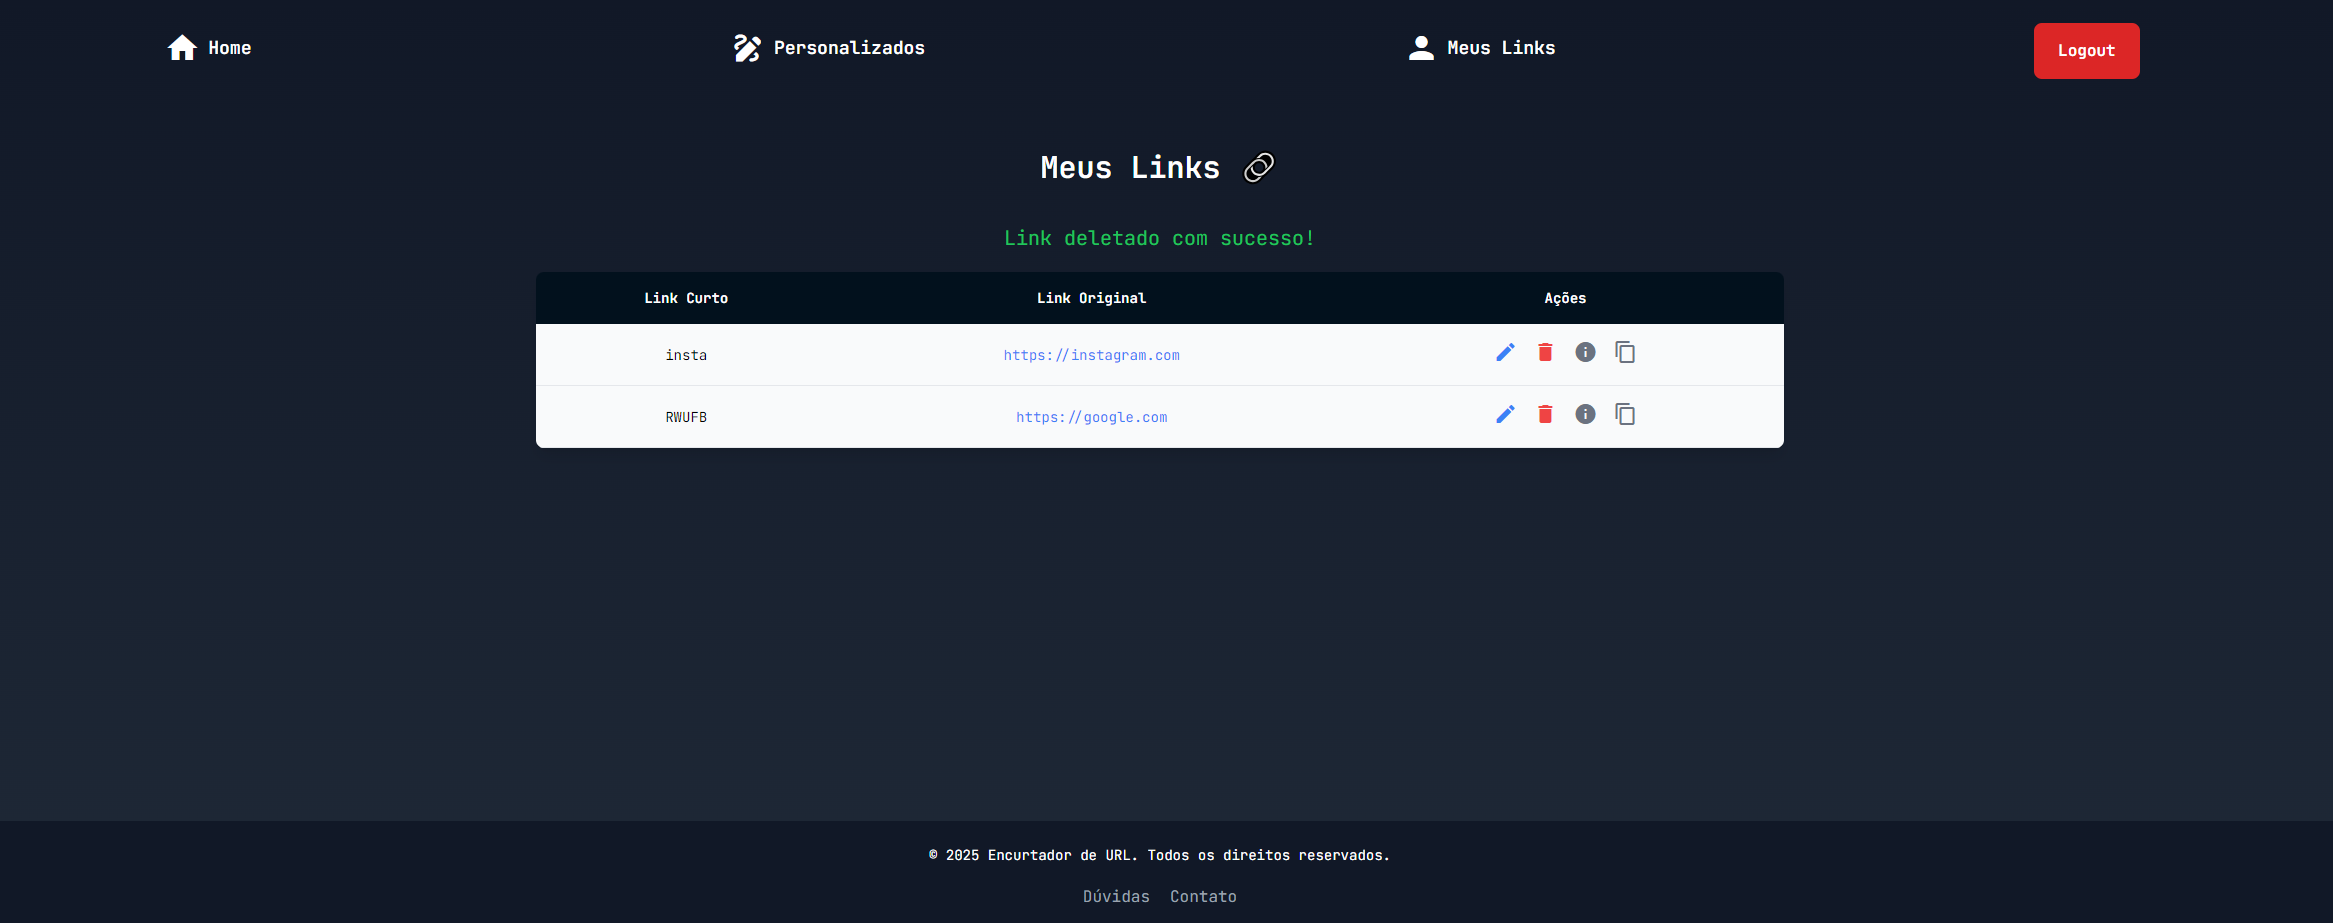 Home
Personalizados
Meus Links
Logout
Meus Links
Link deletado com sucesso!
Link Curto Link Original Ações
insta https://instagram.com
RWUFB https://google.com
© 2025 Encurtador de URL. Todos os direitos reservados.
Dúvidas Contato